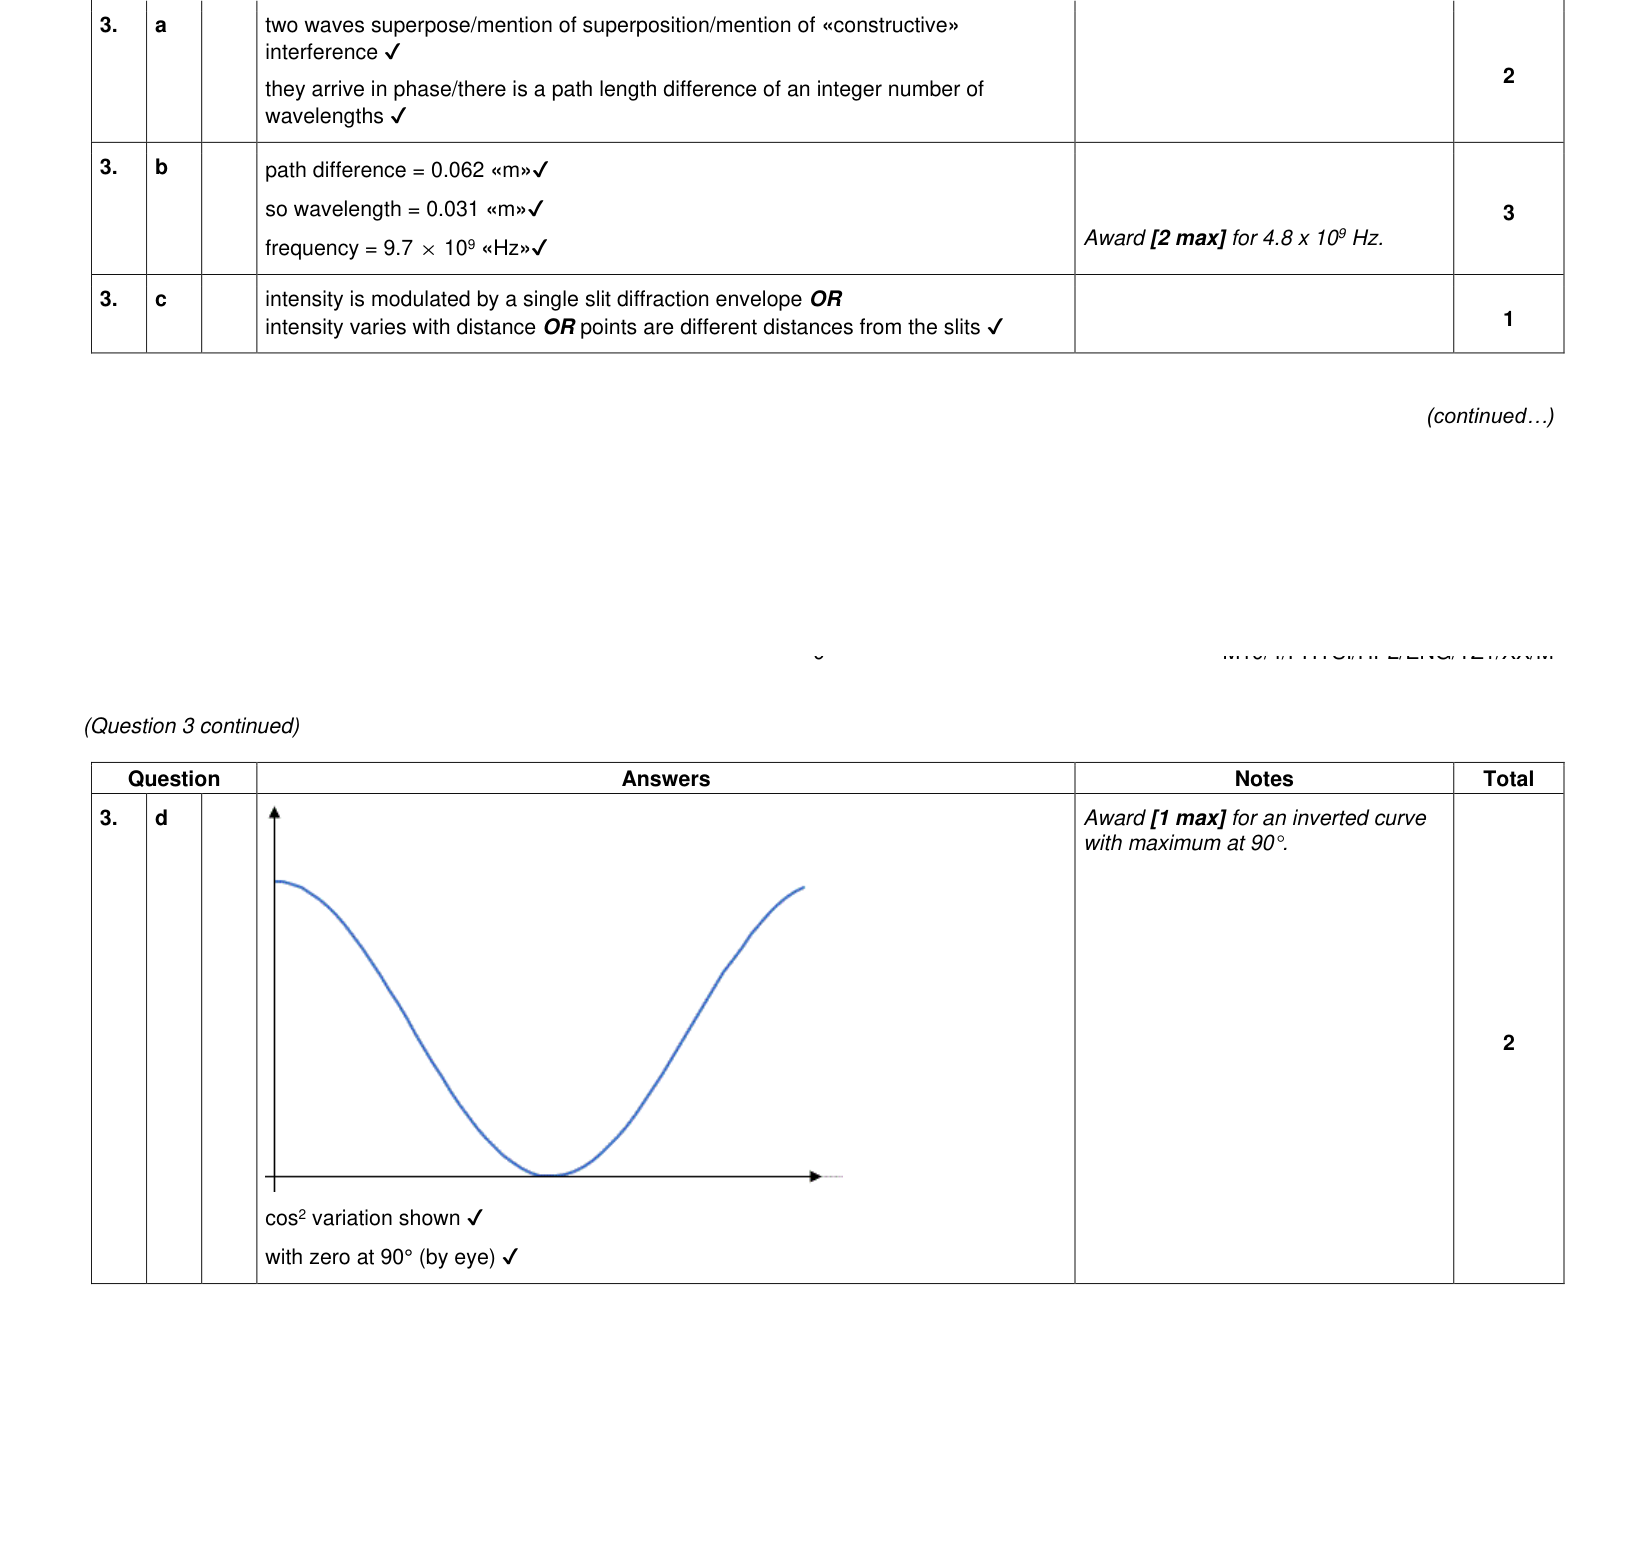 3. a two waves superpose/mention of superposition/mention of «constructive»
interference ✓
they arrive in phase/there is a path length difference of an integer number of
wavelengths ✓
2
3. b path difference = 0.062 «m»✓
so wavelength = 0.031 «m»✓
frequency = 9.7 × 10⁹ «Hz»✓
Award [2 max] for 4.8 x 10⁹ Hz.
3
3. c intensity is modulated by a single slit diffraction envelope OR
intensity varies with distance OR points are different distances from the slits ✓
1
(continued…)
(Question 3 continued)
Question Answers Notes Total
3. d
Award [1 max] for an inverted curve
with maximum at 90°.
2
cos² variation shown ✓
with zero at 90° (by eye) ✓